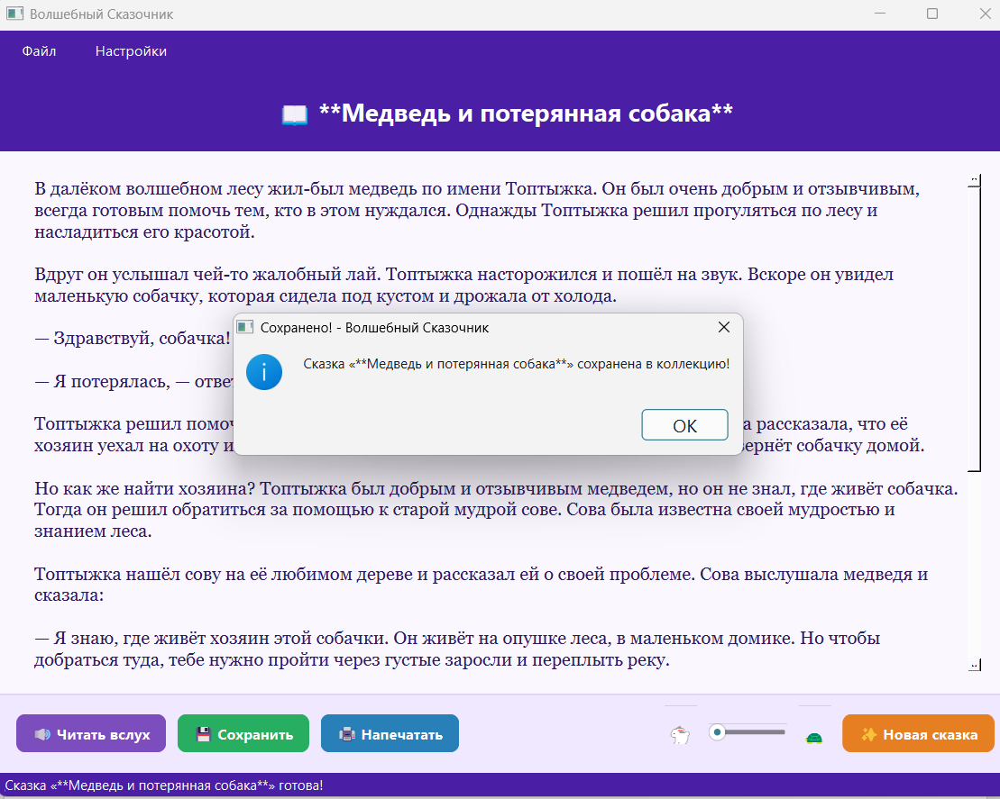 Волшебный Сказочник
Файл Настройки
**Медведь и потерянная собака**
В далёком волшебном лесу жил-был медведь по имени Топтыжка. Он был очень добрым и отзывчивым,
всегда готовым помочь тем, кто в этом нуждался. Однажды Топтыжка решил прогуляться по лесу и
насладиться его красотой.
Вдруг он услышал чей-то жалобный лай. Топтыжка насторожился и пошёл на звук. Вскоре он увидел
маленькую собачку, которая сидела под кустом и дрожала от холода.
— Здравствуй, собачка!
— Я потерялась, —
Топтыжка решил
рассказала, что её
хозяин уехал на охоту и
собачку домой.
Сохранено! - Волшебный Сказочник
Сказка «**Медведь и потерянная собака**» сохранена в коллекцию!
OK
Но как же найти хозяина? Топтыжка был добрым и отзывчивым медведем, но он не знал, где живёт собачка.
Тогда он решил обратиться за помощью к старой мудрой сове. Сова была известна своей мудростью и
знанием леса.
Топтыжка нашёл сову на её любимом дереве и рассказал ей о своей проблеме. Сова выслушала медведя и
сказала:
— Я знаю, где живёт хозяин этой собачки. Он живёт на опушке леса, в маленьком домике. Но чтобы
добраться туда, тебе нужно пройти через густые заросли и переплыть реку.
Читать вслух Сохранить Напечатать Новая сказка
Сказка «**Медведь и потерянная собака**» готова!